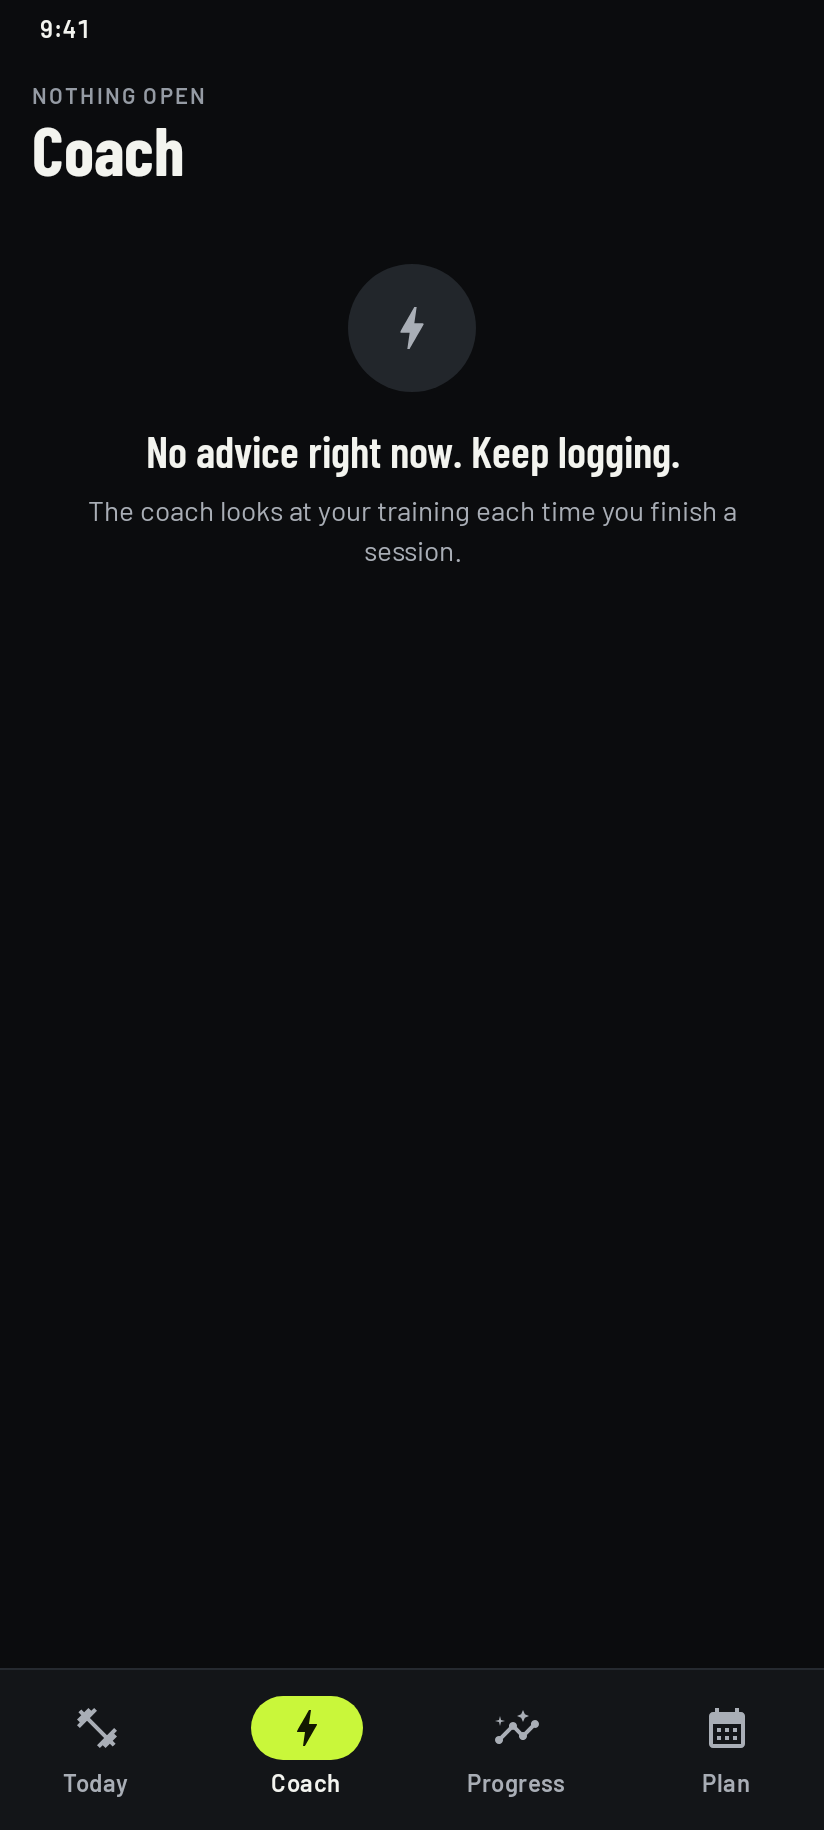 9:41
NOTHING OPEN
Coach
No advice right now. Keep logging.
The coach looks at your training each time you finish a
session.
Today
Coach
Progress
Plan